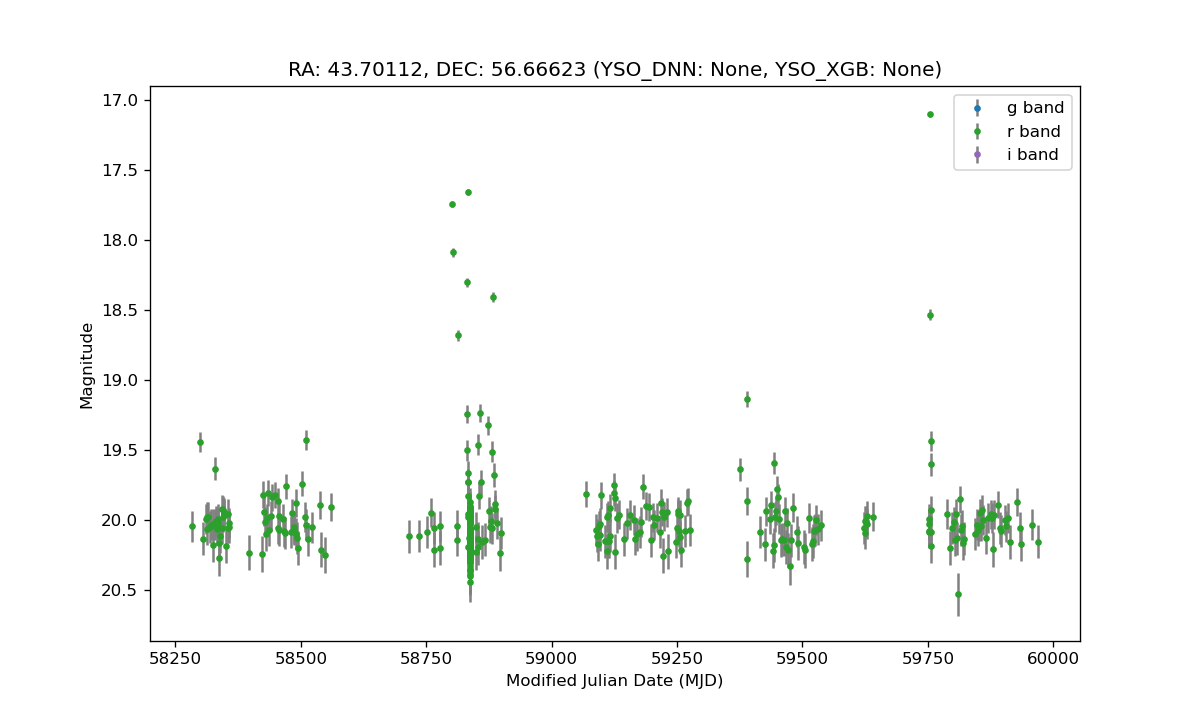 RA: 43.70112, DEC: 56.66623 (YSO_DNN: None, YSO_XGB: None)
g band
r band
i band
17.0
17.5
18.0
18.5
19.0
19.5
20.0
20.5
Magnitude
58250 58500 58750 59000 59250 59500 59750 60000
Modified Julian Date (MJD)